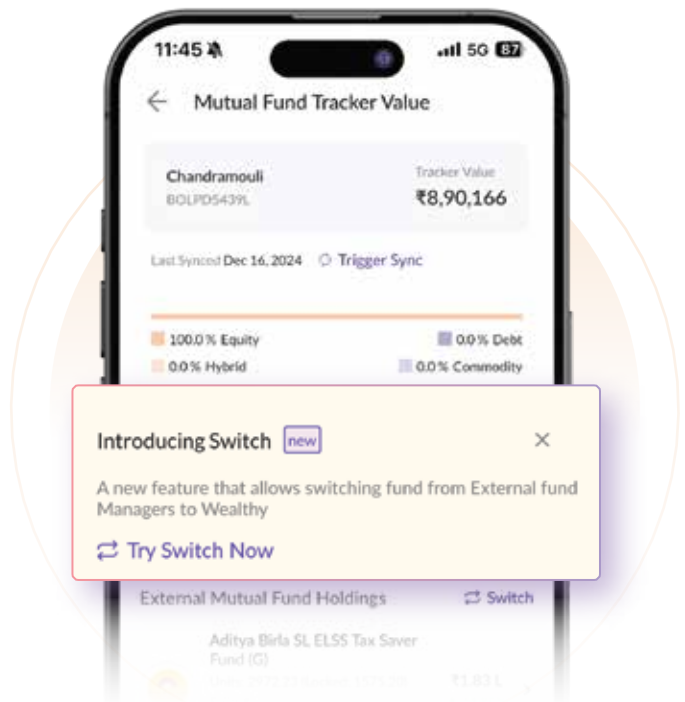 11:45 5G 87
Mutual Fund Tracker Value
Chandramouli
Tracker Value
BOLPD5439L
₹8,90,166
Last Synced Dec 16, 2024 Trigger Sync
100.0 % Equity
0.0 % Debt
0.0 % Hybrid
0.0 % Commodity
Introducing Switch new
A new feature that allows switching fund from External fund
Managers to Wealthy
Try Switch Now
External Mutual Fund Holdings Switch
Aditya Birla SL ELSS Tax Saver
Fund (G)